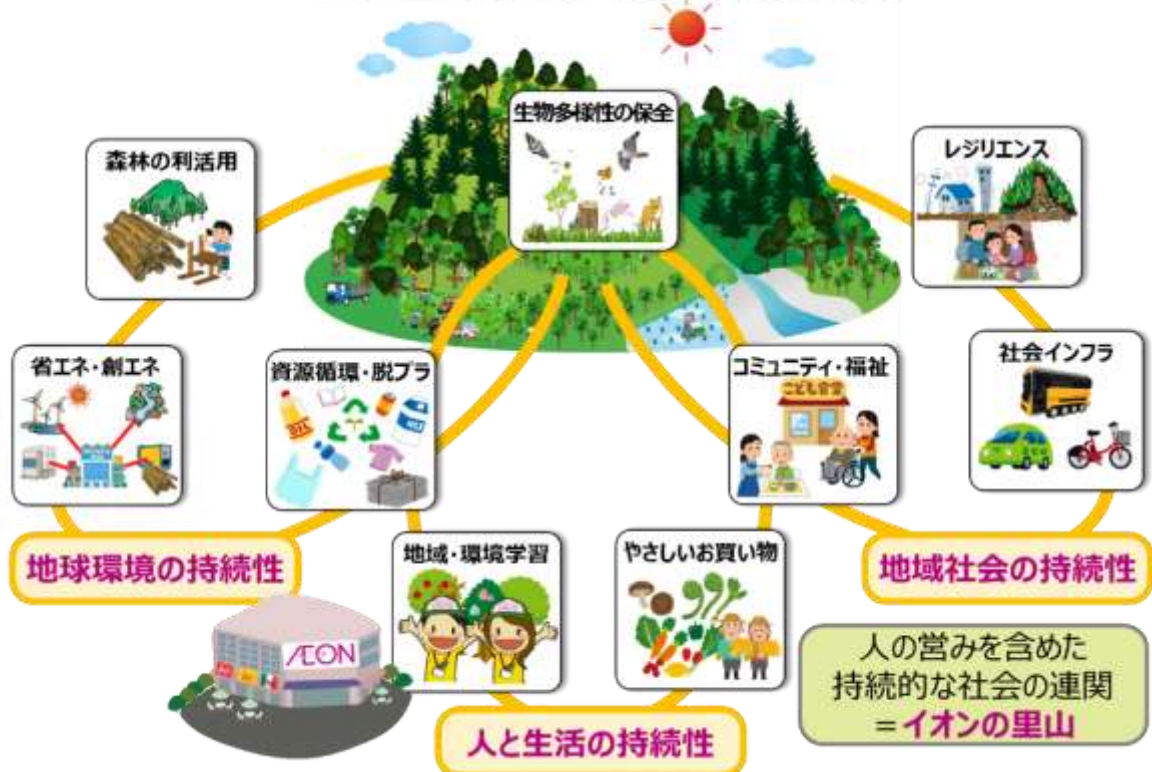 生物多様性の保全
森林の利活用
レジリエンス
省エネ・創エネ
資源循環・脱プラ
コミュニティ・福祉
こども食堂
社会インフラ
地球環境の持続性
地域・環境学習
やさしいお買い物
地域社会の持続性
ÆON
人の営みを含めた
持続的な社会の連関
=イオンの里山
人と生活の持続性